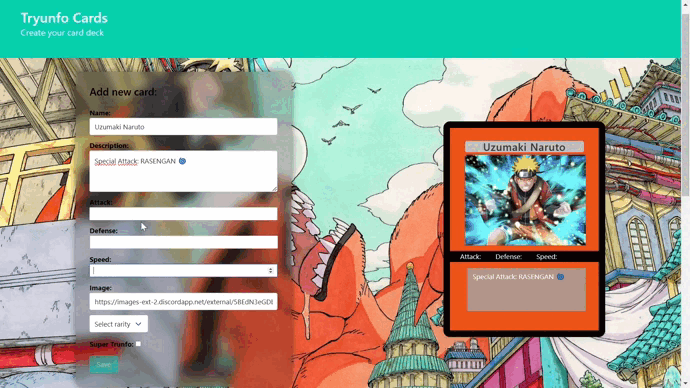 Tryunfo Cards
Create your card deck
Add new card:
Name:
Uzumaki Naruto
Description:
Special Attack: RASENGAN 🌀
Attack:
Defense:
Speed:
Image:
https://images-ext-2.discordapp.net/external/5BEdN3eGDI
Select rarity
Super Trunfo:
Save
Uzumaki Naruto
Attack: Defense: Speed:
Special Attack: RASENGAN 🌀